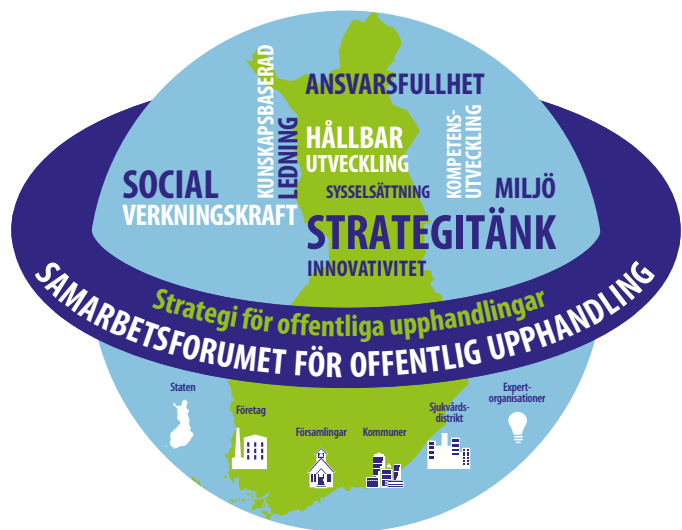 KUNSKAPSBASERAD
LEDNING
ANSVARSFULLHET
HÅLLBAR
UTVECKLING
KOMPETENS-
UTVECKLING
SOCIAL
VERKNINGSKRAFT
SYSSELSÄTTNING
MILJÖ
STRATEGITÄNK
INNOVATIVITET
Strategi för offentliga upphandlingar
SAMARBETSFORUMET FÖR OFFENTLIG UPPHANDLING
Staten
Företag
Församlingar
Kommuner
Sjukvårds-
distrikt
Expert-
organisationer